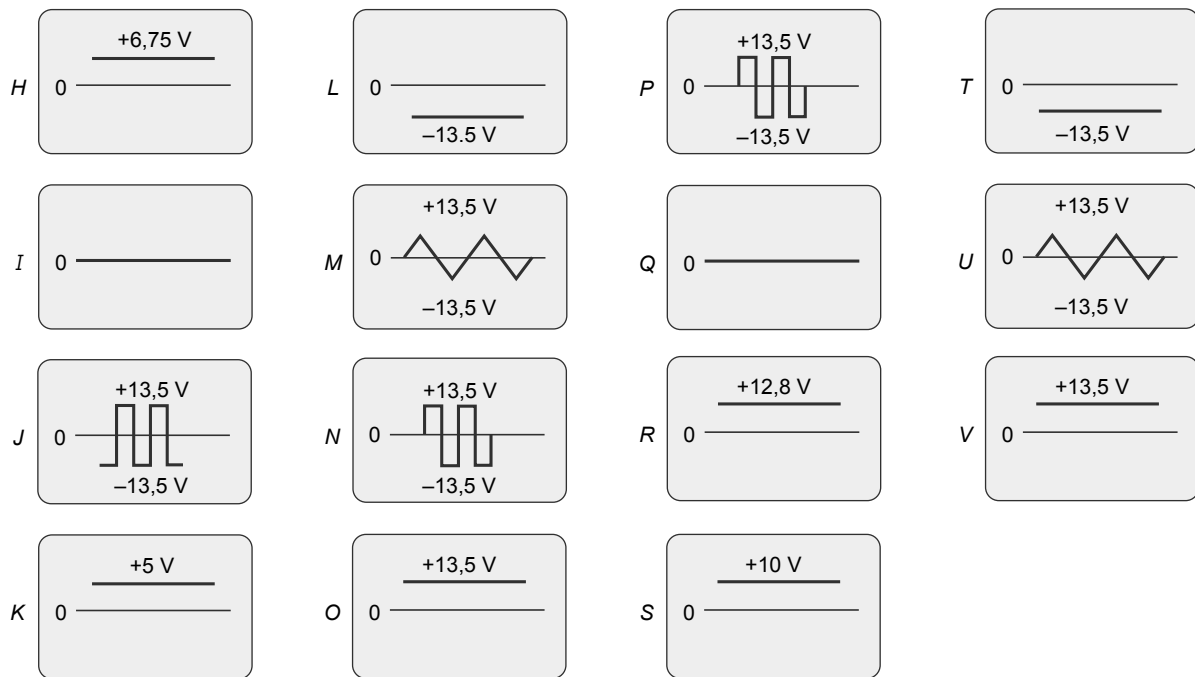 +6,75 V
H 0
L 0
–13.5 V
+13,5 V
P 0
–13,5 V
T 0
–13,5 V
I 0
+13,5 V
M 0
–13,5 V
Q 0
+13,5 V
U 0
–13,5 V
+13,5 V
J 0
–13,5 V
+13,5 V
N 0
–13,5 V
+12,8 V
R 0
+13,5 V
V 0
+5 V
K 0
+13,5 V
O 0
+10 V
S 0